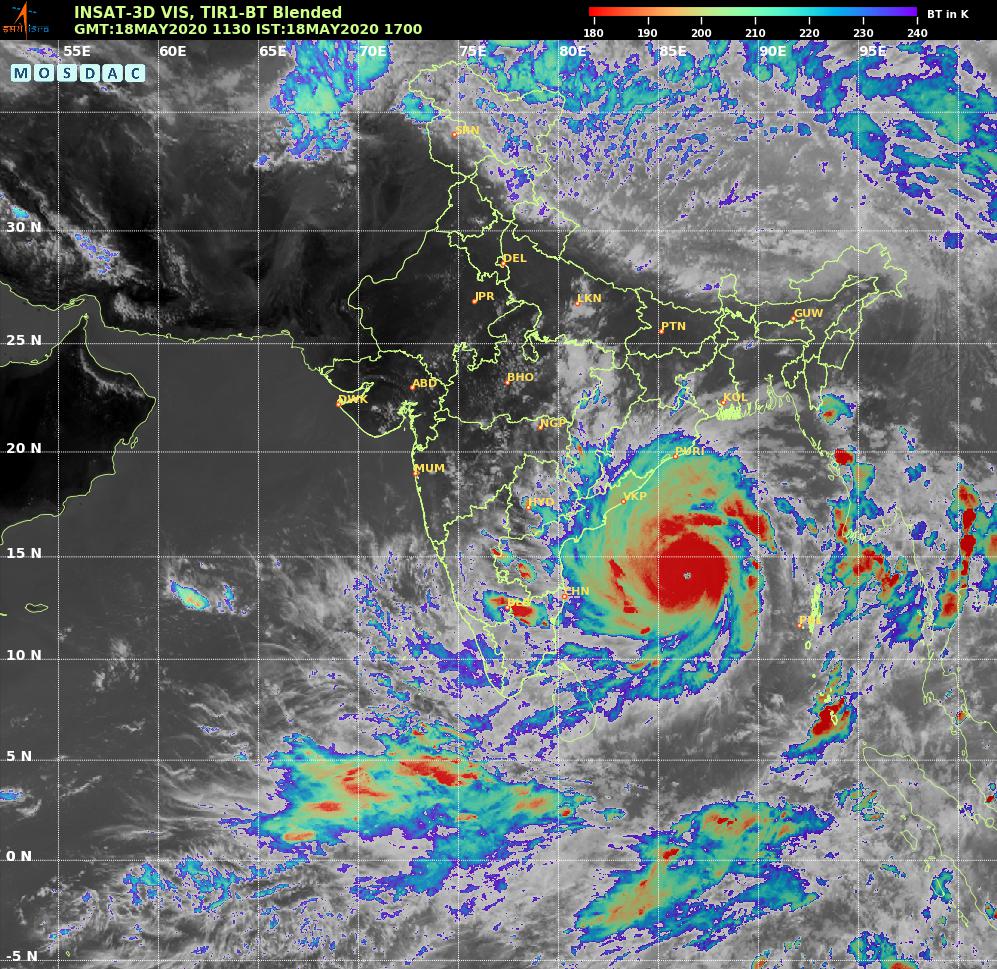 INSAT-3D VIS, TIR1-BT Blended
GMT:18MAY2020 1130 IST:18MAY2020 1700
BT in K
180 190 200 210 220 230 240
55E 60E 65E 70E 75E 80E 85E 90E 95E
MOSDAC
SRN
30 N
DEL
JPR
LKN
GUW
PTN
25 N
ABD
BHO
DWK
KOL
NGP
20 N
PURI
MUM
VKP
HYD
15 N
CHN
10 N
5 N
0 N
-5 N